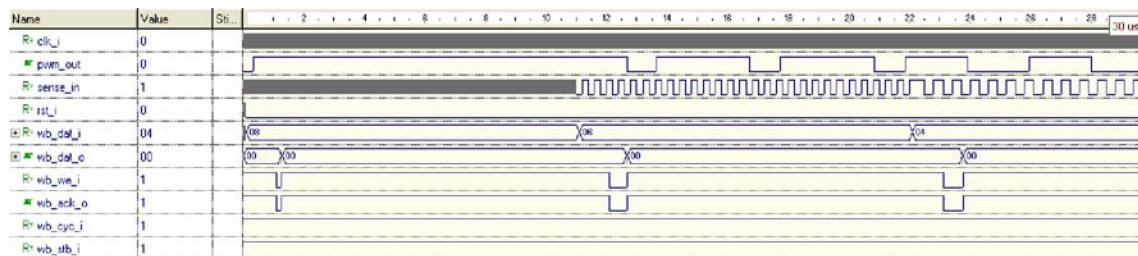 Name Value Sti... 2 4 6 8 10 12 14 16 18 20 22 24 26 28 30 us
clk_i 0
pwm_out 0
sense_in 1
rst_i 0
wb_dat_i 04 08 06 04
wb_dat_o 00 00 00 00 00
wb_we_i 1
wb_ack_o 1
wb_cyc_i 1
wb_stb_i 1